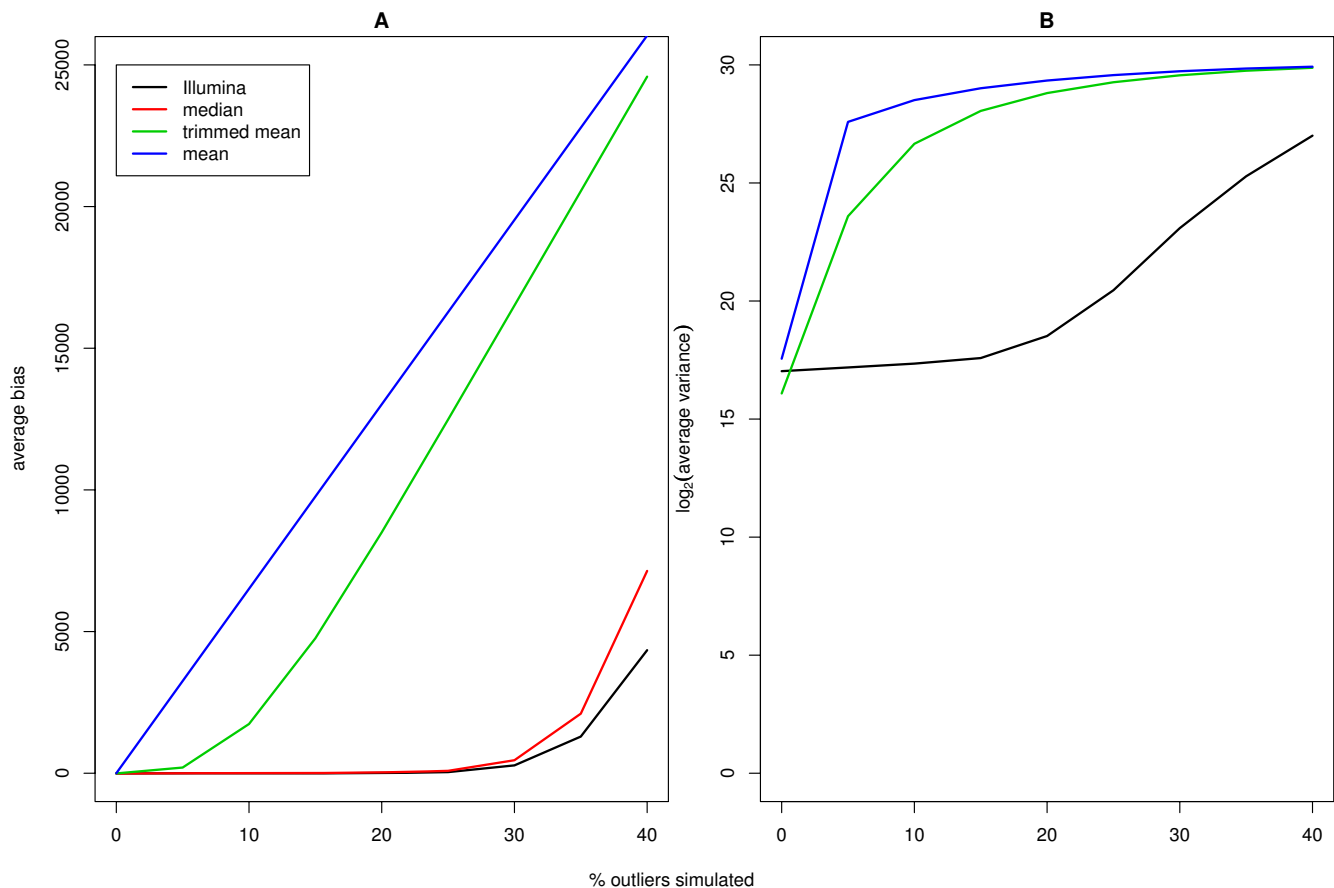 A
25000
20000
15000
10000
5000
0
average bias
Illumina
median
trimmed mean
mean
0 10 20 30 40
B
30
25
20
15
10
5
0
log₂(average variance)
0 10 20 30 40
% outliers simulated